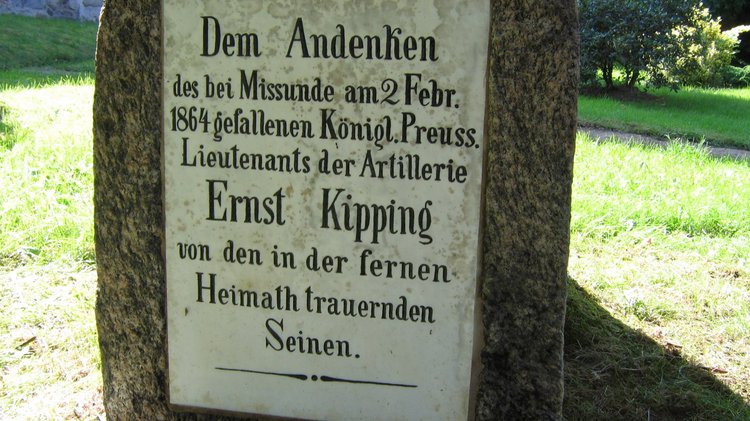 Dem Andenken
des bei Missunde am 2 Febr.
1864 gefallenen Königl. Preuss.
Lieutenants der Artillerie
Ernst Kipping
von den in der fernen
Heimath trauernden
Seinen.